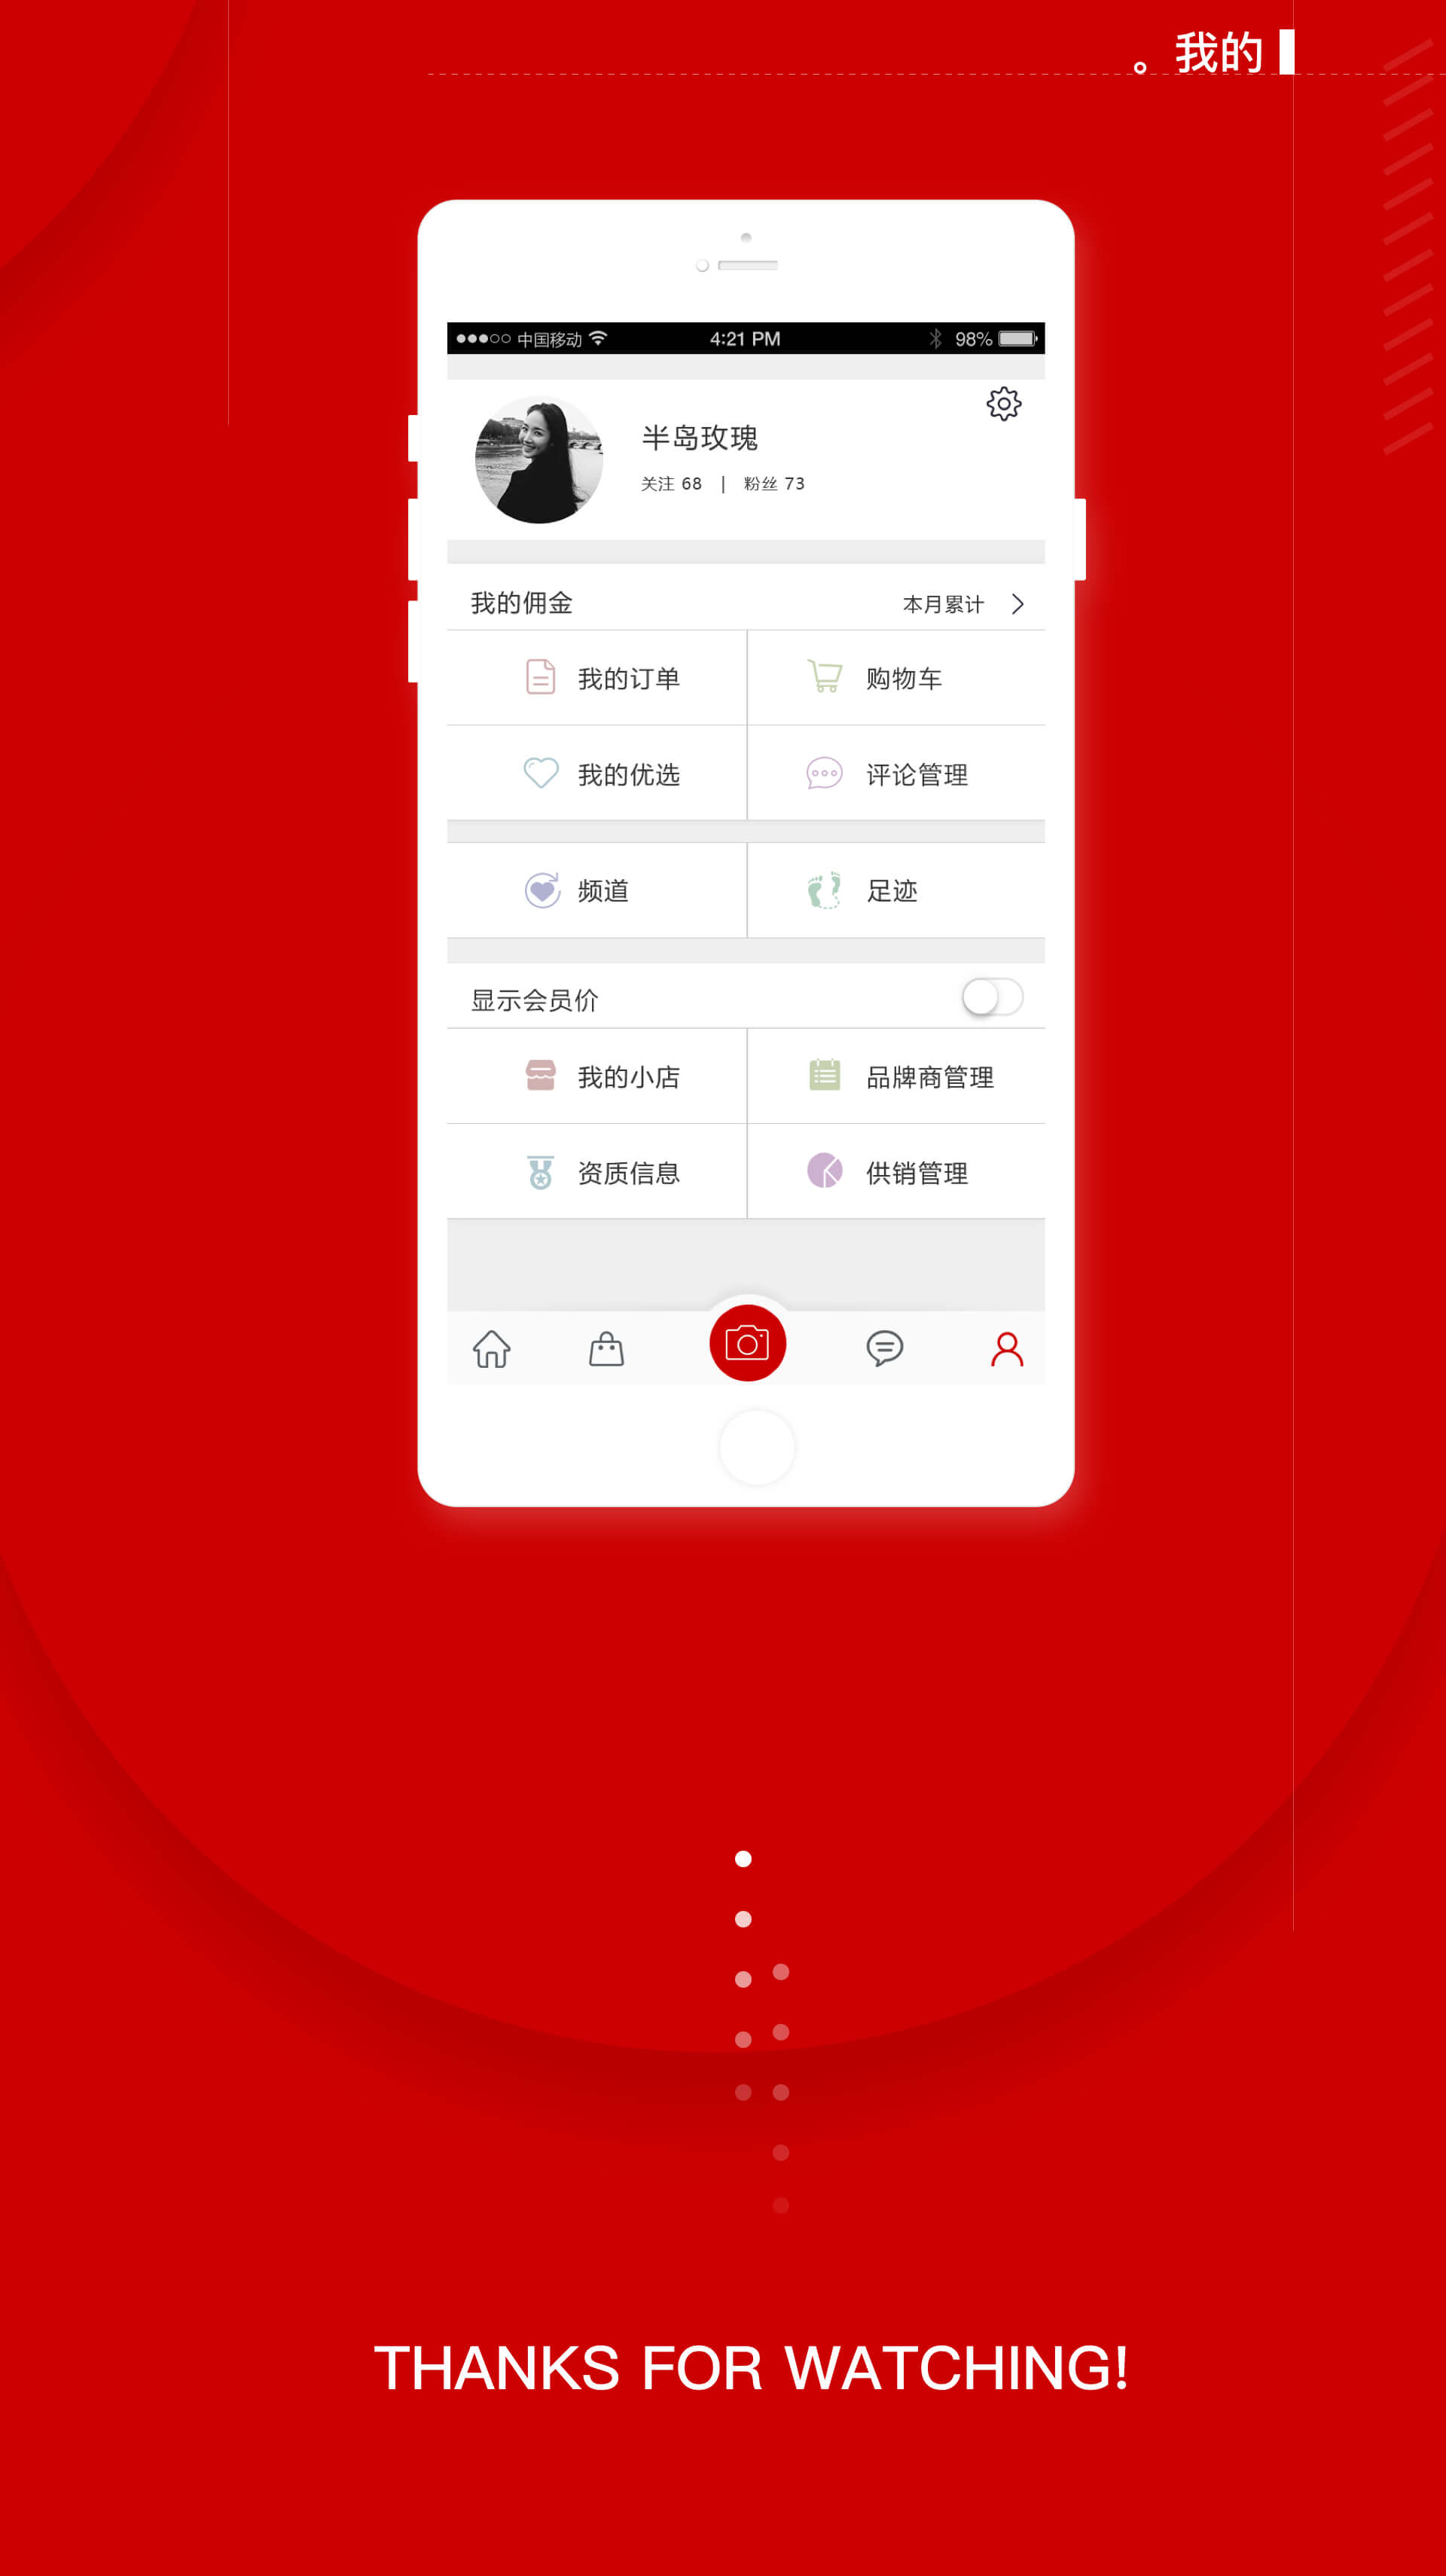 。我的
中国移动 4:21 PM 98%
半岛玫瑰
关注 68 | 粉丝 73
我的佣金 本月累计
我的订单 购物车
我的优选 评论管理
频道 足迹
显示会员价
我的小店 品牌商管理
资质信息 供销管理
THANKS FOR WATCHING!